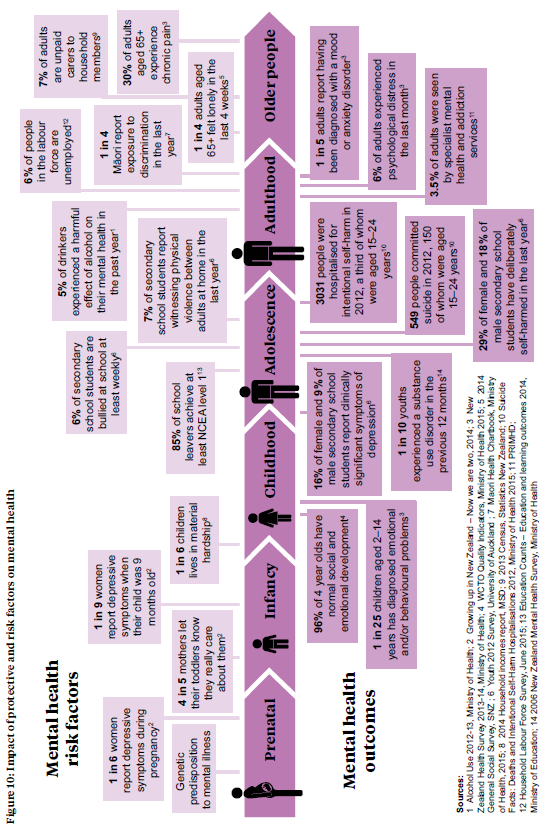 Figure 10: Impact of protective and risk factors on mental health
Mental health
risk factors
1 in 6 women
report depressive
symptoms during
pregnancy2
Genetic
predisposition
to mental illness
1 in 9 women
report depressive
symptoms when
their child was 9
months old2
4 in 5 mothers let
their toddlers know
they really care
about them2
1 in 6 children
lives in material
hardship8
6% of secondary
school students are
bullied at school at
least weekly6
85% of school
leavers achieve at
least NCEA level 113
5% of drinkers
experienced a harmful
effect of alcohol on
their mental health in
the past year1
7% of secondary
school students report
witnessing physical
violence between
adults at home in the
last year6
6% of people
in the labour
force are
unemployed12
1 in 4
Māori report
exposure to
discrimination
in the last
year7
7% of adults
are unpaid
carers to
household
members9
30% of adults
aged 65+
experience
chronic pain3
1 in 4 adults aged
65+ felt lonely in the
last 4 weeks5
Prenatal
Infancy
Childhood
Adolescence
Adulthood
Older people
Mental health
outcomes
96% of 4 year olds have
normal social and
emotional development4
1 in 25 children aged 2–14
years has diagnosed emotional
and/or behavioural problems3
16% of female and 9% of
male secondary school
students report clinically
significant symptoms of
depression6
1 in 10 youths
experienced a substance
use disorder in the
previous 12 months14
3031 people were
hospitalised for
intentional self-harm in
2012, a third of whom
were aged 15–24
years10
549 people committed
suicide in 2012, 150
of whom were aged
15–24 years10
29% of female and 18% of
male secondary school
students have deliberately
self-harmed in the last year6
1 in 5 adults report having
been diagnosed with a mood
or anxiety disorder3
6% of adults experienced
psychological distress in
the last month3
3.5% of adults were seen
by specialist mental
health and addiction
services11
Sources:
1 Alcohol Use 2012-13, Ministry of Health; 2 Growing up in New Zealand – Now we are two, 2014; 3 New
Zealand Health Survey 2013–14, Ministry of Health; 4 WCTO Quality Indicators, Ministry of Health 2015; 5 2014
General Social Survey, SNZ ; 6 Youth 2012 Survey, University of Auckland ; 7 Maori Health Chartbook, Ministry
of Health, 2015; 8 2014 Household incomes report, MSD; 9 2013 Census, Statistics New Zealand; 10 Suicide
Facts: Deaths and Intentional Self-Harm Hospitalisations 2012, Ministry of Health 2015; 11 PRIMHD;
12 Household Labour Force Survey, June 2015; 13 Education Counts – Education and learning outcomes 2014,
Ministry of Education; 14 2006 New Zealand Mental Health Survey, Ministry of Health